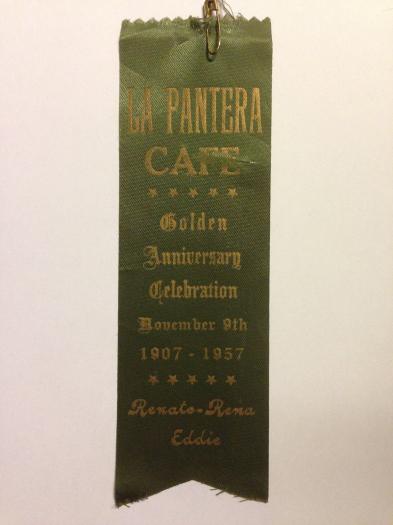 LA PANTERA
CAFE
Golden
Anniversary
Celebration
November 9th
1907 - 1957
Renato-Rena
Eddie